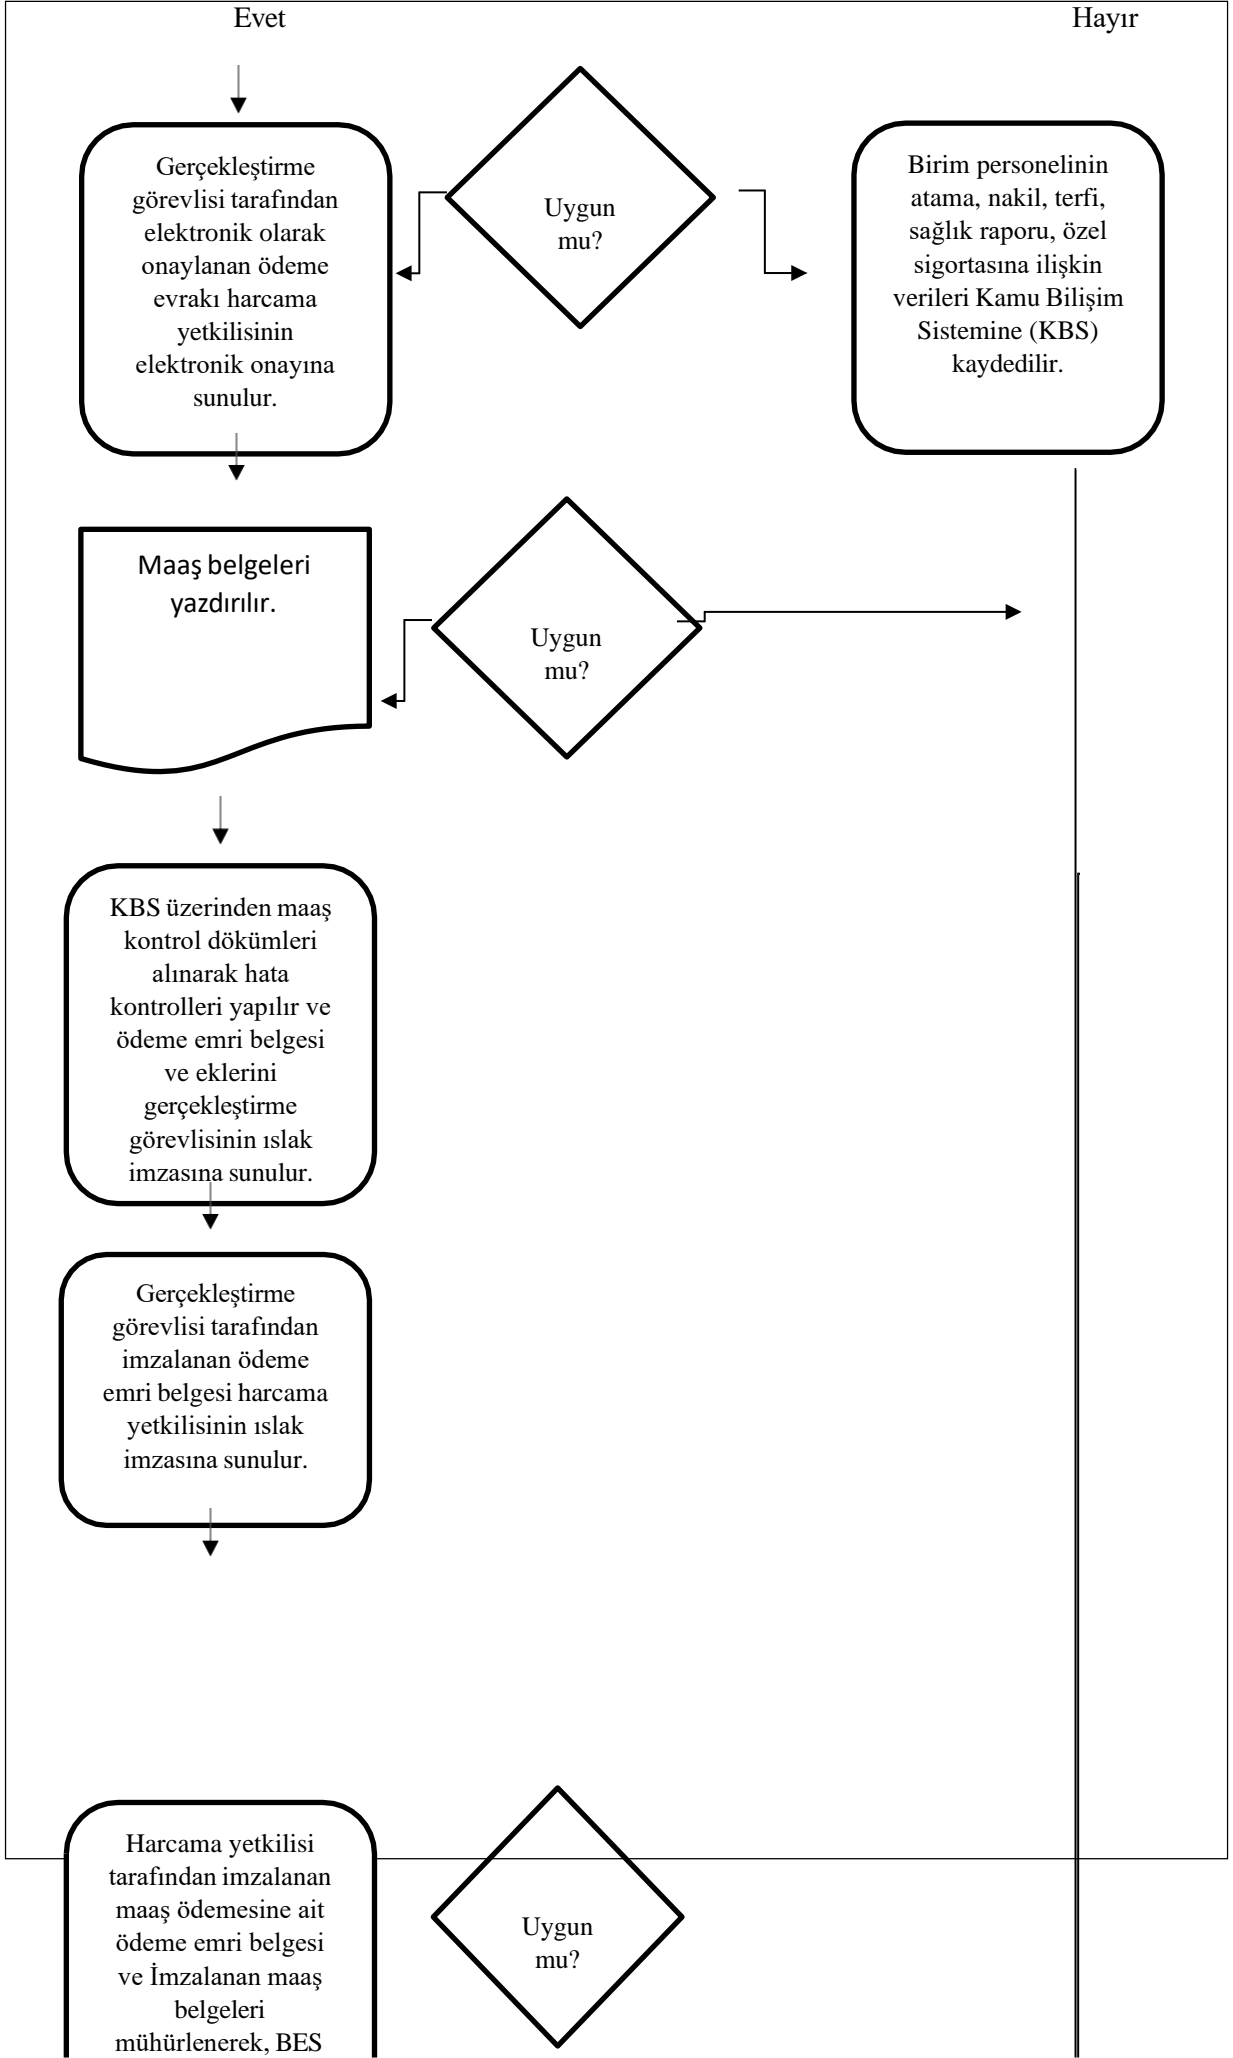 Evet
Hayır
Gerçekleştirme
görevlisi tarafından
elektronik olarak
onaylanan ödeme
evrakı harcama
yetkilisinin
elektronik onayına
sunulur.
Uygun
mu?
Birim personelinin
atama, nakil, terfi,
sağlık raporu, özel
sigortasına ilişkin
verileri Kamu Bilişim
Sistemine (KBS)
kaydedilir.
Maaş belgeleri
yazdırılır.
Uygun
mu?
KBS üzerinden maaş
kontrol dökümleri
alınarak hata
kontrolleri yapılır ve
ödeme emri belgesi
ve eklerini
gerçekleştirme
görevlisinin ıslak
imzasına sunulur.
Gerçekleştirme
görevlisi tarafından
imzalanan ödeme
emri belgesi harcama
yetkilisinin ıslak
imzasına sunulur.
Harcama yetkilisi
tarafından imzalanan
maaş ödemesine ait
ödeme emri belgesi
ve İmzalanan maaş
belgeleri
mühürlenerek, BES
Uygun
mu?